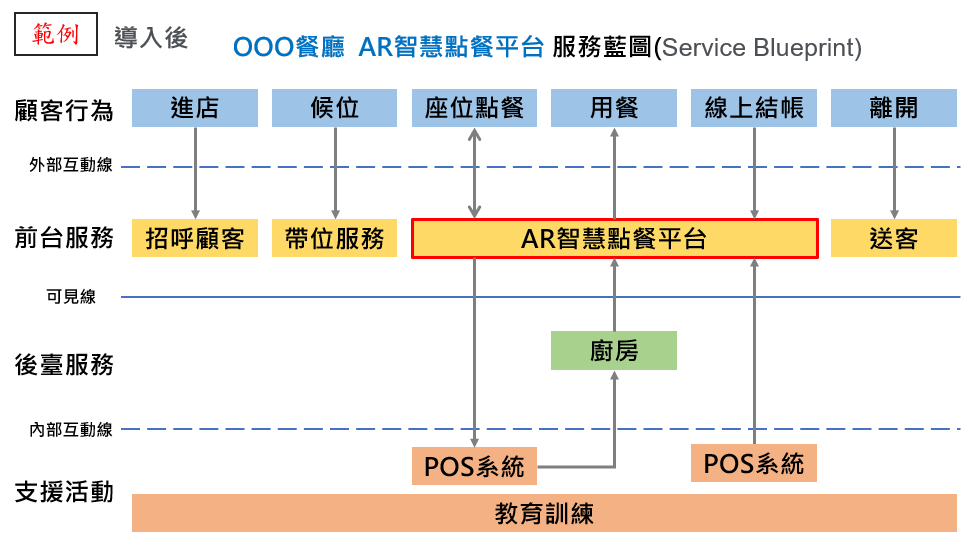 範例
導入後
OOO餐廳 AR智慧點餐平台 服務藍圖(Service Blueprint)
顧客行為
進店
候位
座位點餐
用餐
線上結帳
離開
外部互動線
前台服務
招呼顧客
帶位服務
AR智慧點餐平台
送客
可見線
後臺服務
廚房
內部互動線
支援活動
POS系統
POS系統
教育訓練